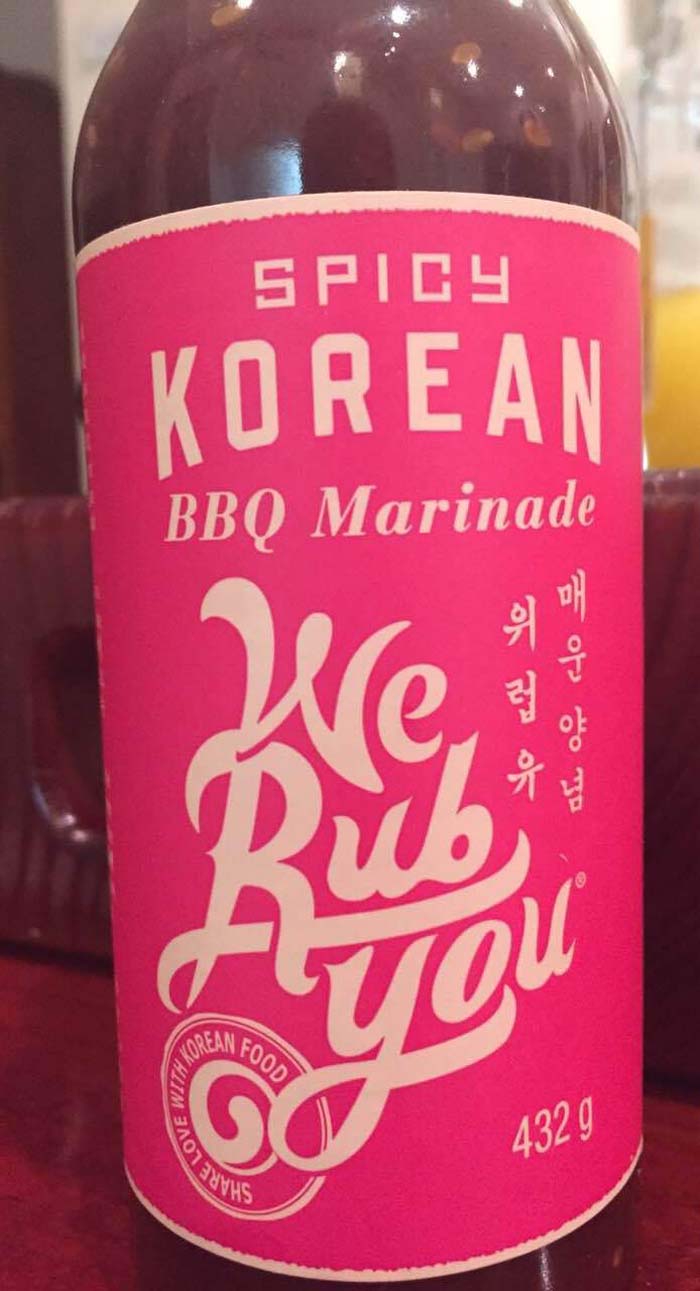 SPICY
KOREAN
BBQ Marinade
We
Rub
you®
매운양념
위럽유
SHARE LOVE WITH KOREAN FOOD
432 g